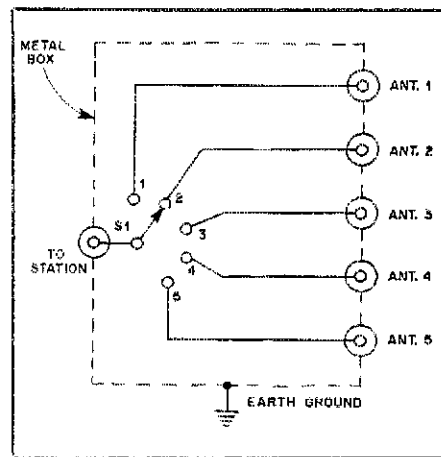 METAL
BOX
ANT. 1
ANT. 2
ANT. 3
ANT. 4
ANT. 5
1
2
3
4
5
S1
TO
STATION
EARTH GROUND